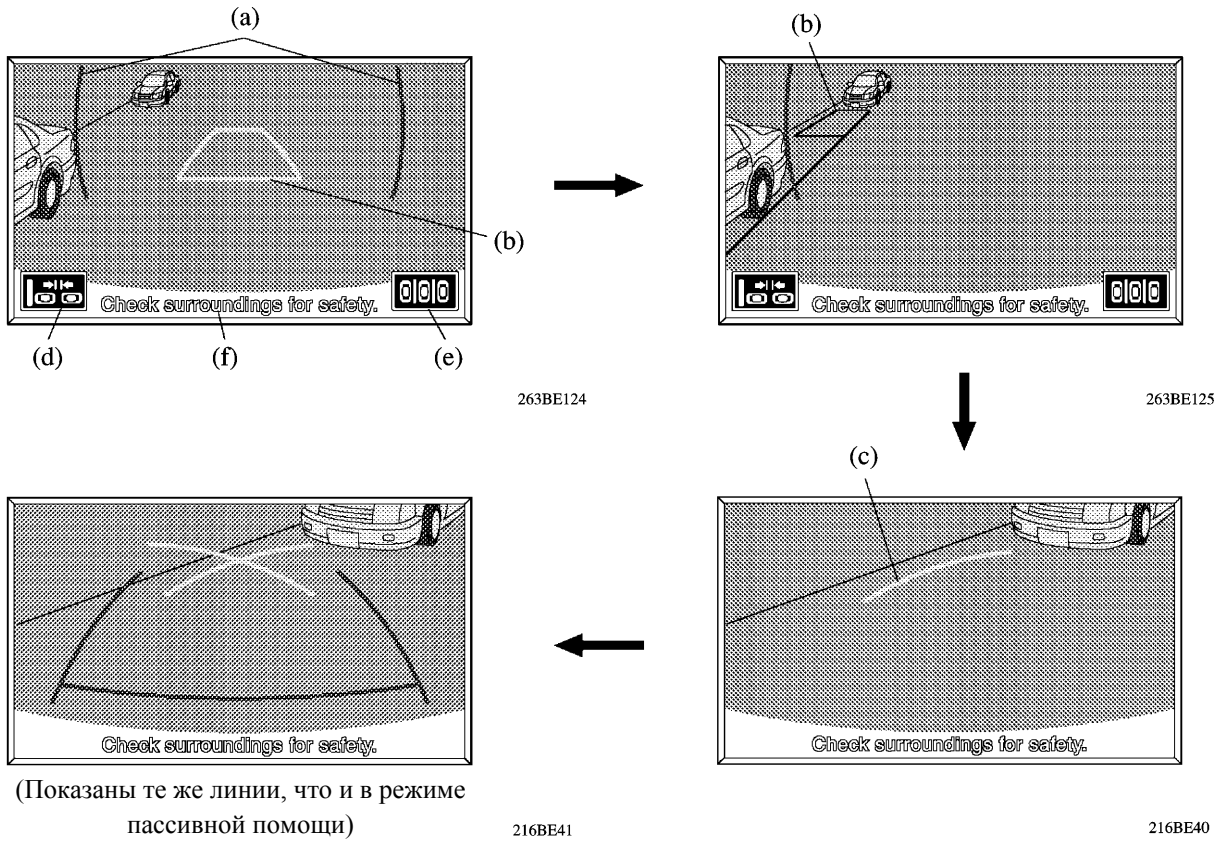 (a)
(b)
(b)
Check surroundings for safety.
Check surroundings for safety.
(d)
(f)
(e)
263BE124
263BE125
(c)
Check surroundings for safety.
Check surroundings for safety.
(Показаны те же линии, что и в режиме
пассивной помощи)
216BE41
216BE40